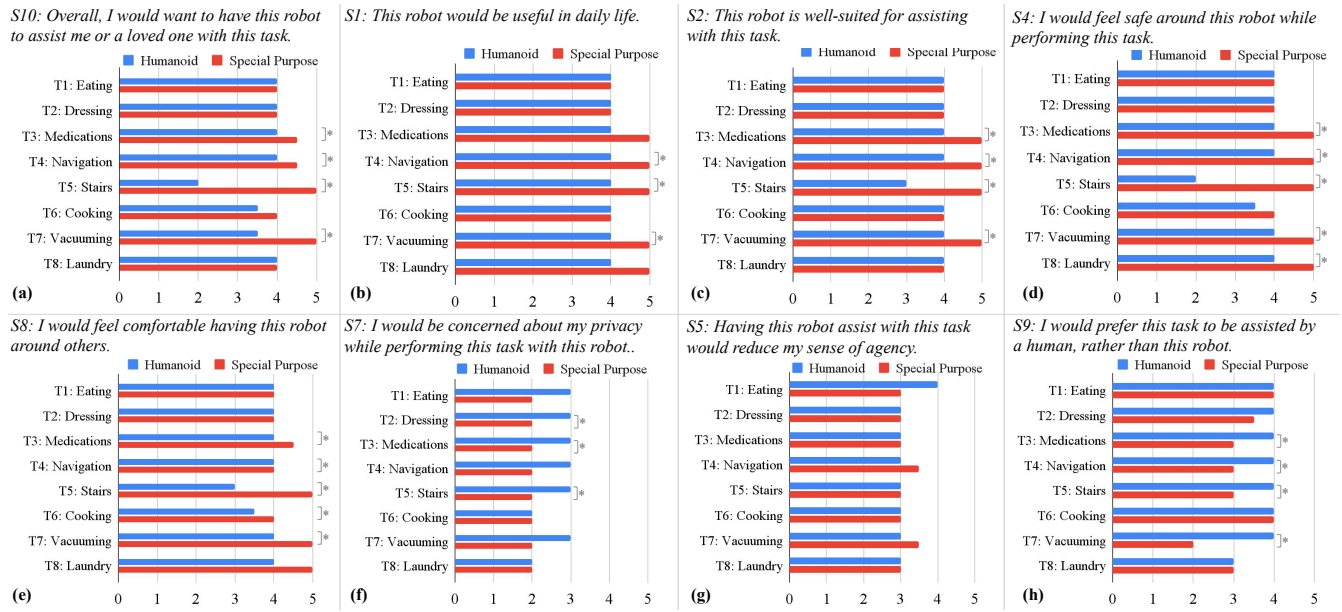 S10: Overall, I would want to have this robot
to assist me or a loved one with this task.
Humanoid Special Purpose
T1: Eating
T2: Dressing
T3: Medications *
T4: Navigation *
T5: Stairs *
T6: Cooking
T7: Vacuuming *
T8: Laundry
(a) 0 1 2 3 4 5
S1: This robot would be useful in daily life.
Humanoid Special Purpose
T1: Eating
T2: Dressing
T3: Medications
T4: Navigation *
T5: Stairs *
T6: Cooking
T7: Vacuuming *
T8: Laundry
(b) 0 1 2 3 4 5
S2: This robot is well-suited for assisting
with this task.
Humanoid Special Purpose
T1: Eating
T2: Dressing
T3: Medications *
T4: Navigation *
T5: Stairs *
T6: Cooking
T7: Vacuuming *
T8: Laundry
(c) 0 1 2 3 4 5
S4: I would feel safe around this robot while
performing this task.
Humanoid Special Purpose
T1: Eating
T2: Dressing
T3: Medications *
T4: Navigation *
T5: Stairs *
T6: Cooking
T7: Vacuuming *
T8: Laundry *
(d) 0 1 2 3 4 5
S8: I would feel comfortable having this robot
around others.
Humanoid Special Purpose
T1: Eating
T2: Dressing
T3: Medications *
T4: Navigation *
T5: Stairs *
T6: Cooking *
T7: Vacuuming *
T8: Laundry
(e) 0 1 2 3 4 5
S7: I would be concerned about my privacy
while performing this task with this robot..
Humanoid Special Purpose
T1: Eating
T2: Dressing *
T3: Medications *
T4: Navigation
T5: Stairs *
T6: Cooking
T7: Vacuuming
T8: Laundry
(f) 0 1 2 3 4 5
S5: Having this robot assist with this task
would reduce my sense of agency.
Humanoid Special Purpose
T1: Eating
T2: Dressing
T3: Medications
T4: Navigation
T5: Stairs
T6: Cooking
T7: Vacuuming
T8: Laundry
(g) 0 1 2 3 4 5
S9: I would prefer this task to be assisted by
a human, rather than this robot.
Humanoid Special Purpose
T1: Eating
T2: Dressing
T3: Medications *
T4: Navigation *
T5: Stairs *
T6: Cooking
T7: Vacuuming *
T8: Laundry
(h) 0 1 2 3 4 5